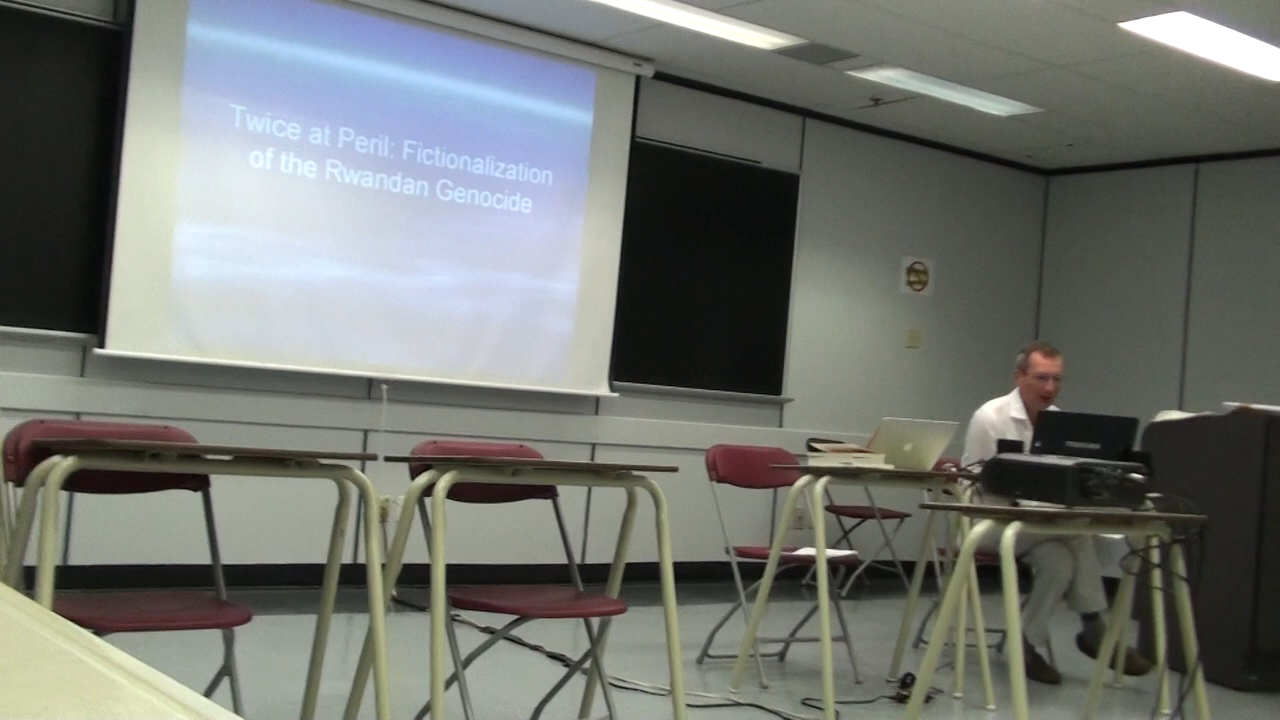 Twice at Peril: Fictionalization
of the Rwandan Genocide